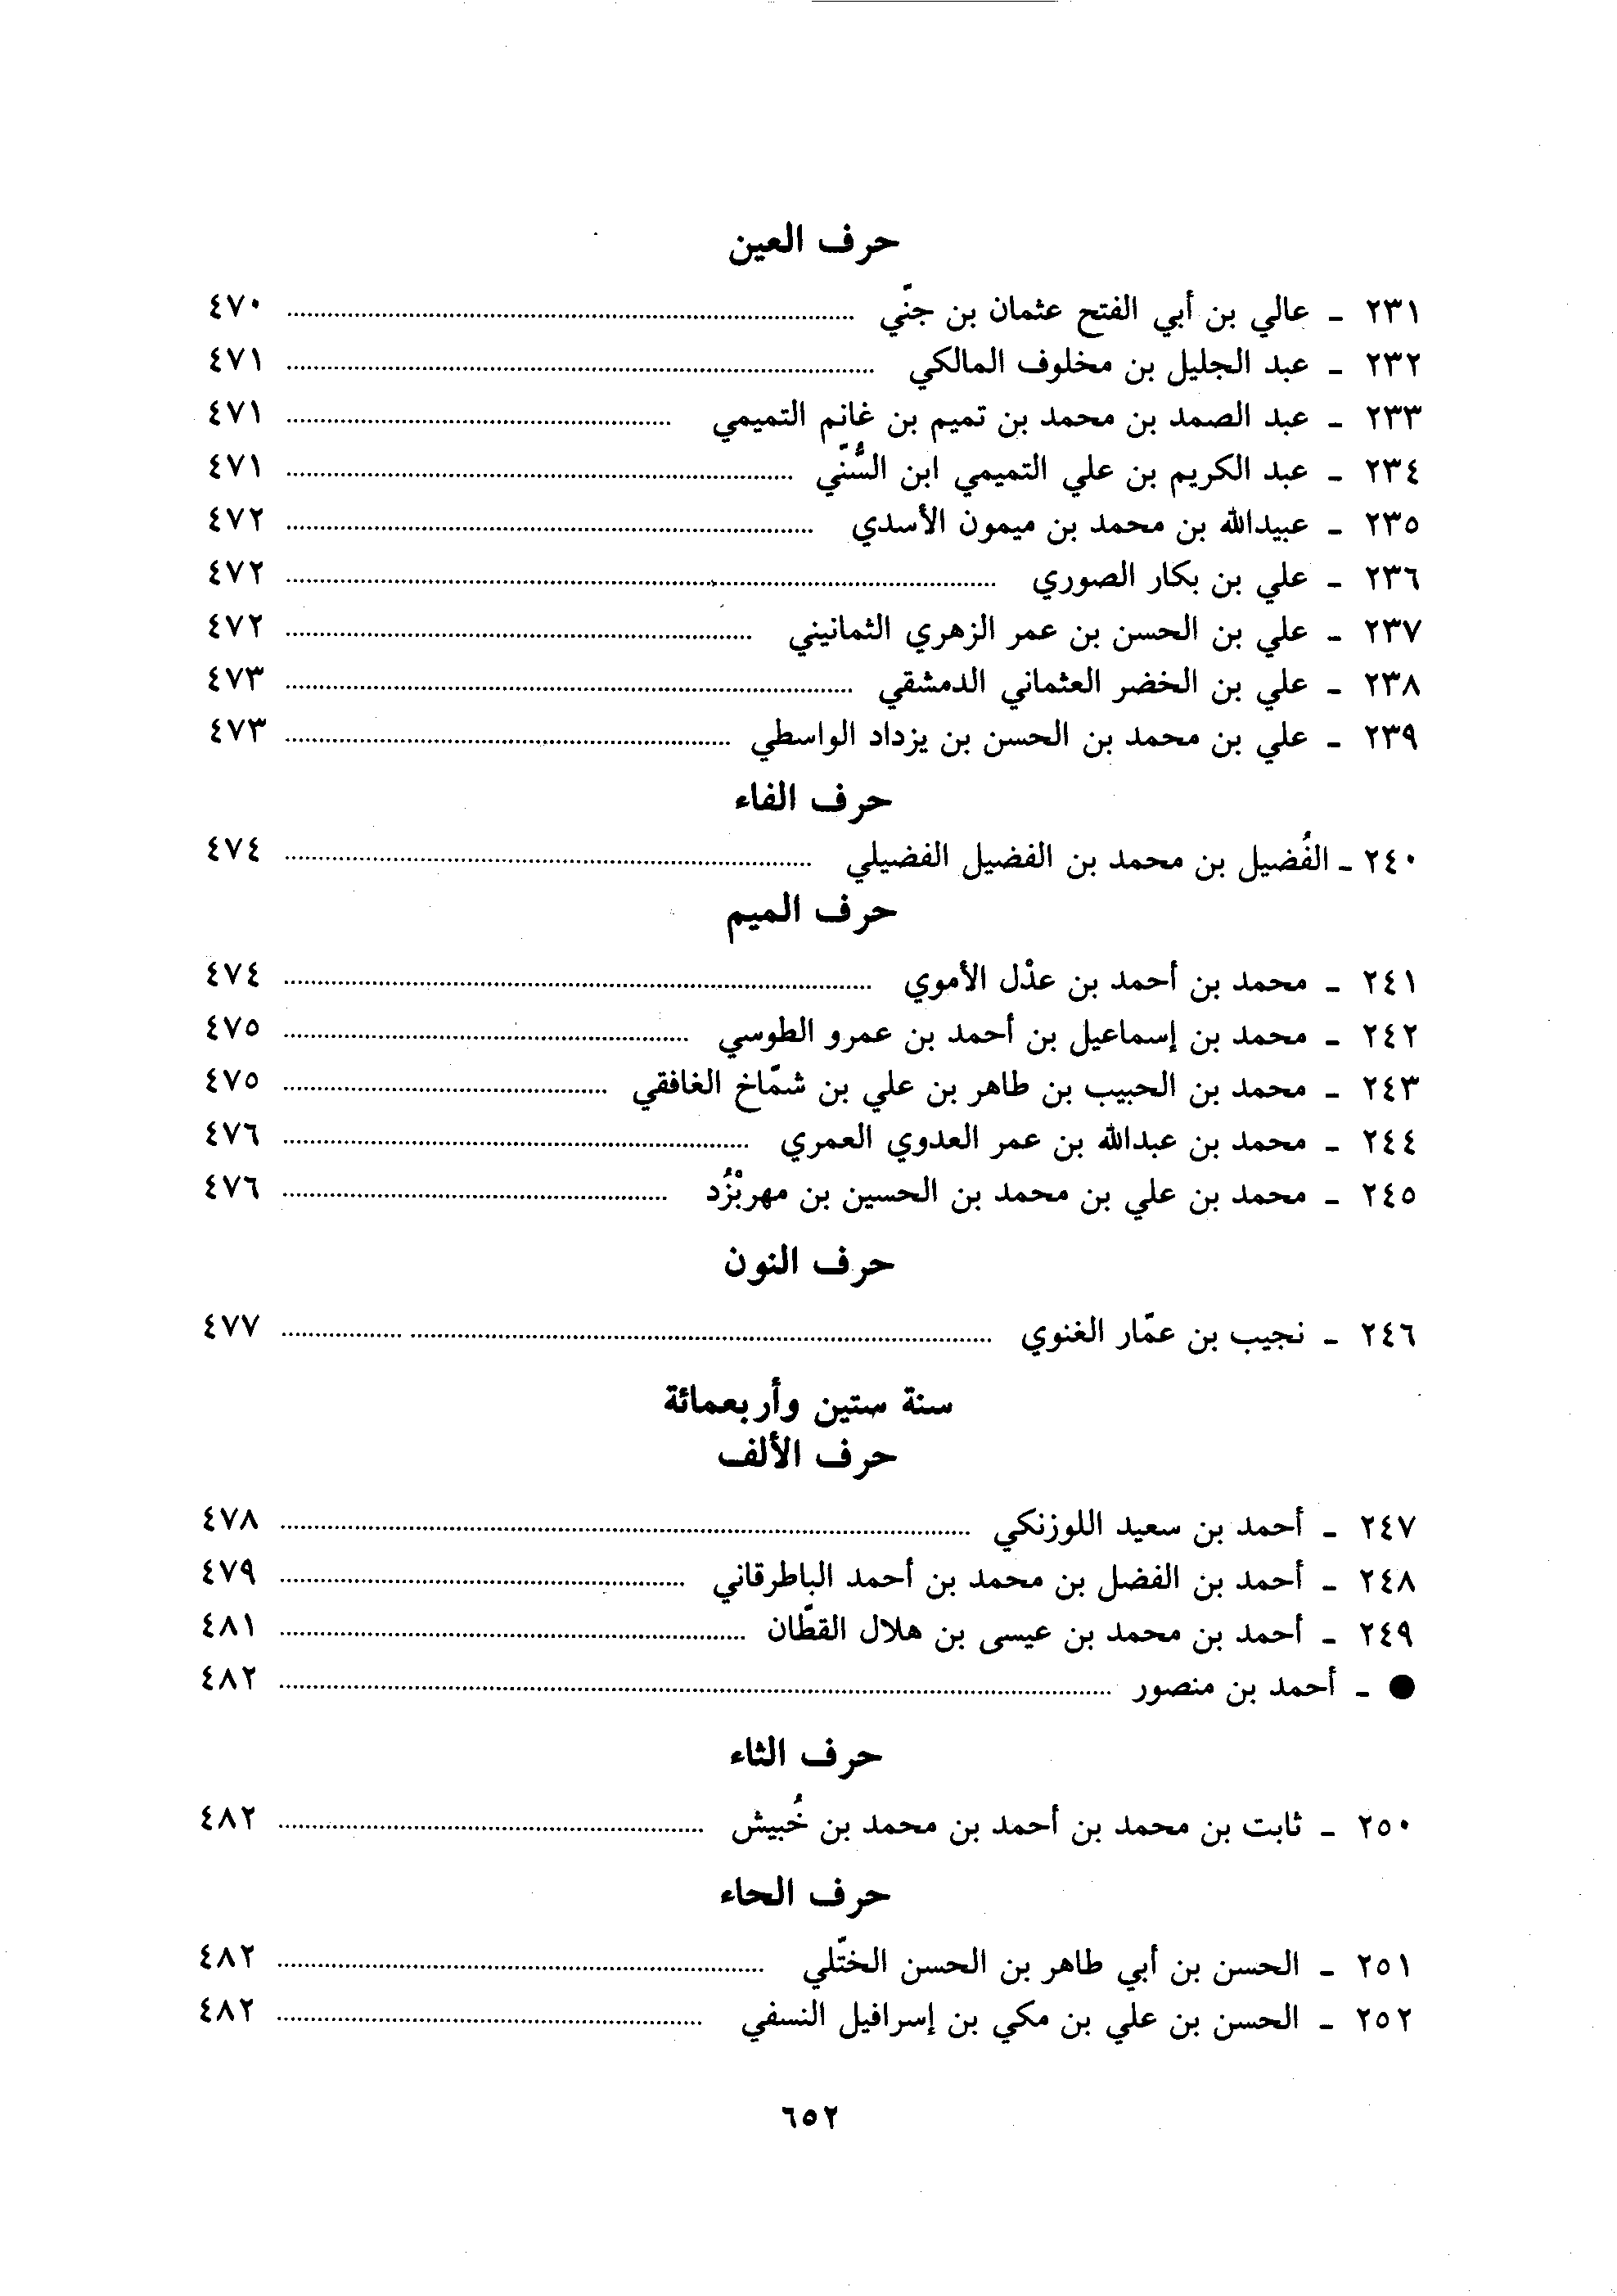 حرف العين
٢٣١ ـ عالي بن أبي الفتح عثمان بن جنّي ........ ٤٧٠
٢٣٢ ـ عبد الجليل بن مخلوف المالكي ........ ٤٧١
٢٣٣ ـ عبد الصمد بن محمد بن تميم بن غانم التميمي ........ ٤٧١
٢٣٤ ـ عبد الكريم بن علي التميمي ابن السُّنّي ........ ٤٧١
٢٣٥ ـ عبيدالله بن محمد بن ميمون الأسدي ........ ٤٧٢
٢٣٦ ـ علي بن بكار الصوري ........ ٤٧٢
٢٣٧ ـ علي بن الحسن بن عمر الزهري الثمانيني ........ ٤٧٢
٢٣٨ ـ علي بن الخضر العثماني الدمشقي ........ ٤٧٣
٢٣٩ ـ علي بن محمد بن الحسن بن يزداد الواسطي ........ ٤٧٣
حرف الفاء
٢٤٠ ـ الفُضيل بن محمد بن الفضيل الفضيلي ........ ٤٧٤
حرف الميم
٢٤١ ـ محمد بن أحمد بن عدْل الأموي ........ ٤٧٤
٢٤٢ ـ محمد بن إسماعيل بن أحمد بن عمرو الطوسي ........ ٤٧٥
٢٤٣ ـ محمد بن الحبيب بن طاهر بن علي بن شمّاخ الغافقي ........ ٤٧٥
٢٤٤ ـ محمد بن عبدالله بن عمر العدوي العمري ........ ٤٧٦
٢٤٥ ـ محمد بن علي بن محمد بن الحسين بن مهربْزُد ........ ٤٧٦
حرف النون
٢٤٦ ـ نجيب بن عمّار الغنوي ........ ٤٧٧
سنة ستين وأربعمائة
حرف الألف
٢٤٧ ـ أحمد بن سعيد اللوزنكي ........ ٤٧٨
٢٤٨ ـ أحمد بن الفضل بن محمد بن أحمد الباطرقاني ........ ٤٧٩
٢٤٩ ـ أحمد بن محمد بن عيسى بن هلال القطّان ........ ٤٨١
● ـ أحمد بن منصور ........ ٤٨٢
حرف الثاء
٢٥٠ ـ ثابت بن محمد بن أحمد بن محمد بن خُبيش ........ ٤٨٢
حرف الحاء
٢٥١ ـ الحسن بن أبي طاهر بن الحسن الختّلي ........ ٤٨٢
٢٥٢ ـ الحسن بن علي بن مكي بن إسرافيل النسفي ........ ٤٨٢
٦٥٢